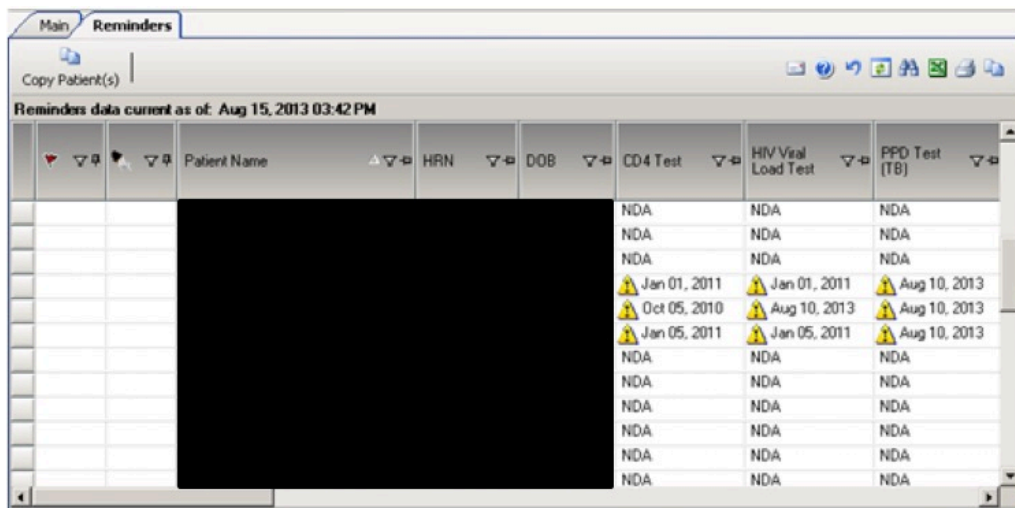 Main Reminders
Copy Patient(s)
Reminders data current as of: Aug 15, 2013 03:42 PM
Patient Name HRN DOB CD4 Test HIV Viral Load Test PPD Test (TB)
NDA NDA NDA
NDA NDA NDA
NDA NDA NDA
Jan 01, 2011 Jan 01, 2011 Aug 10, 2013
Oct 05, 2010 Aug 10, 2013 Aug 10, 2013
Jan 05, 2011 Jan 05, 2011 Aug 10, 2013
NDA NDA NDA
NDA NDA NDA
NDA NDA NDA
NDA NDA NDA
NDA NDA NDA
NDA NDA NDA